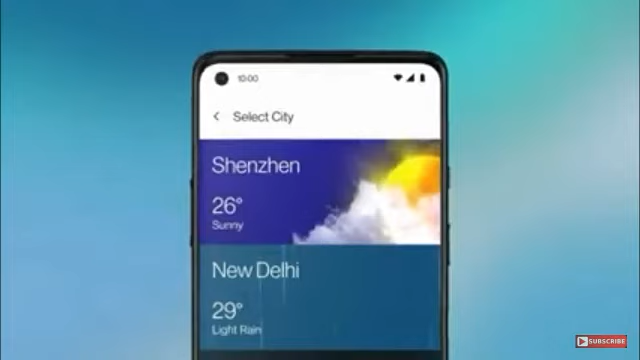 10:00
Select City
Shenzhen
26°
Sunny
New Delhi
29°
Light Rain
SUBSCRIBE